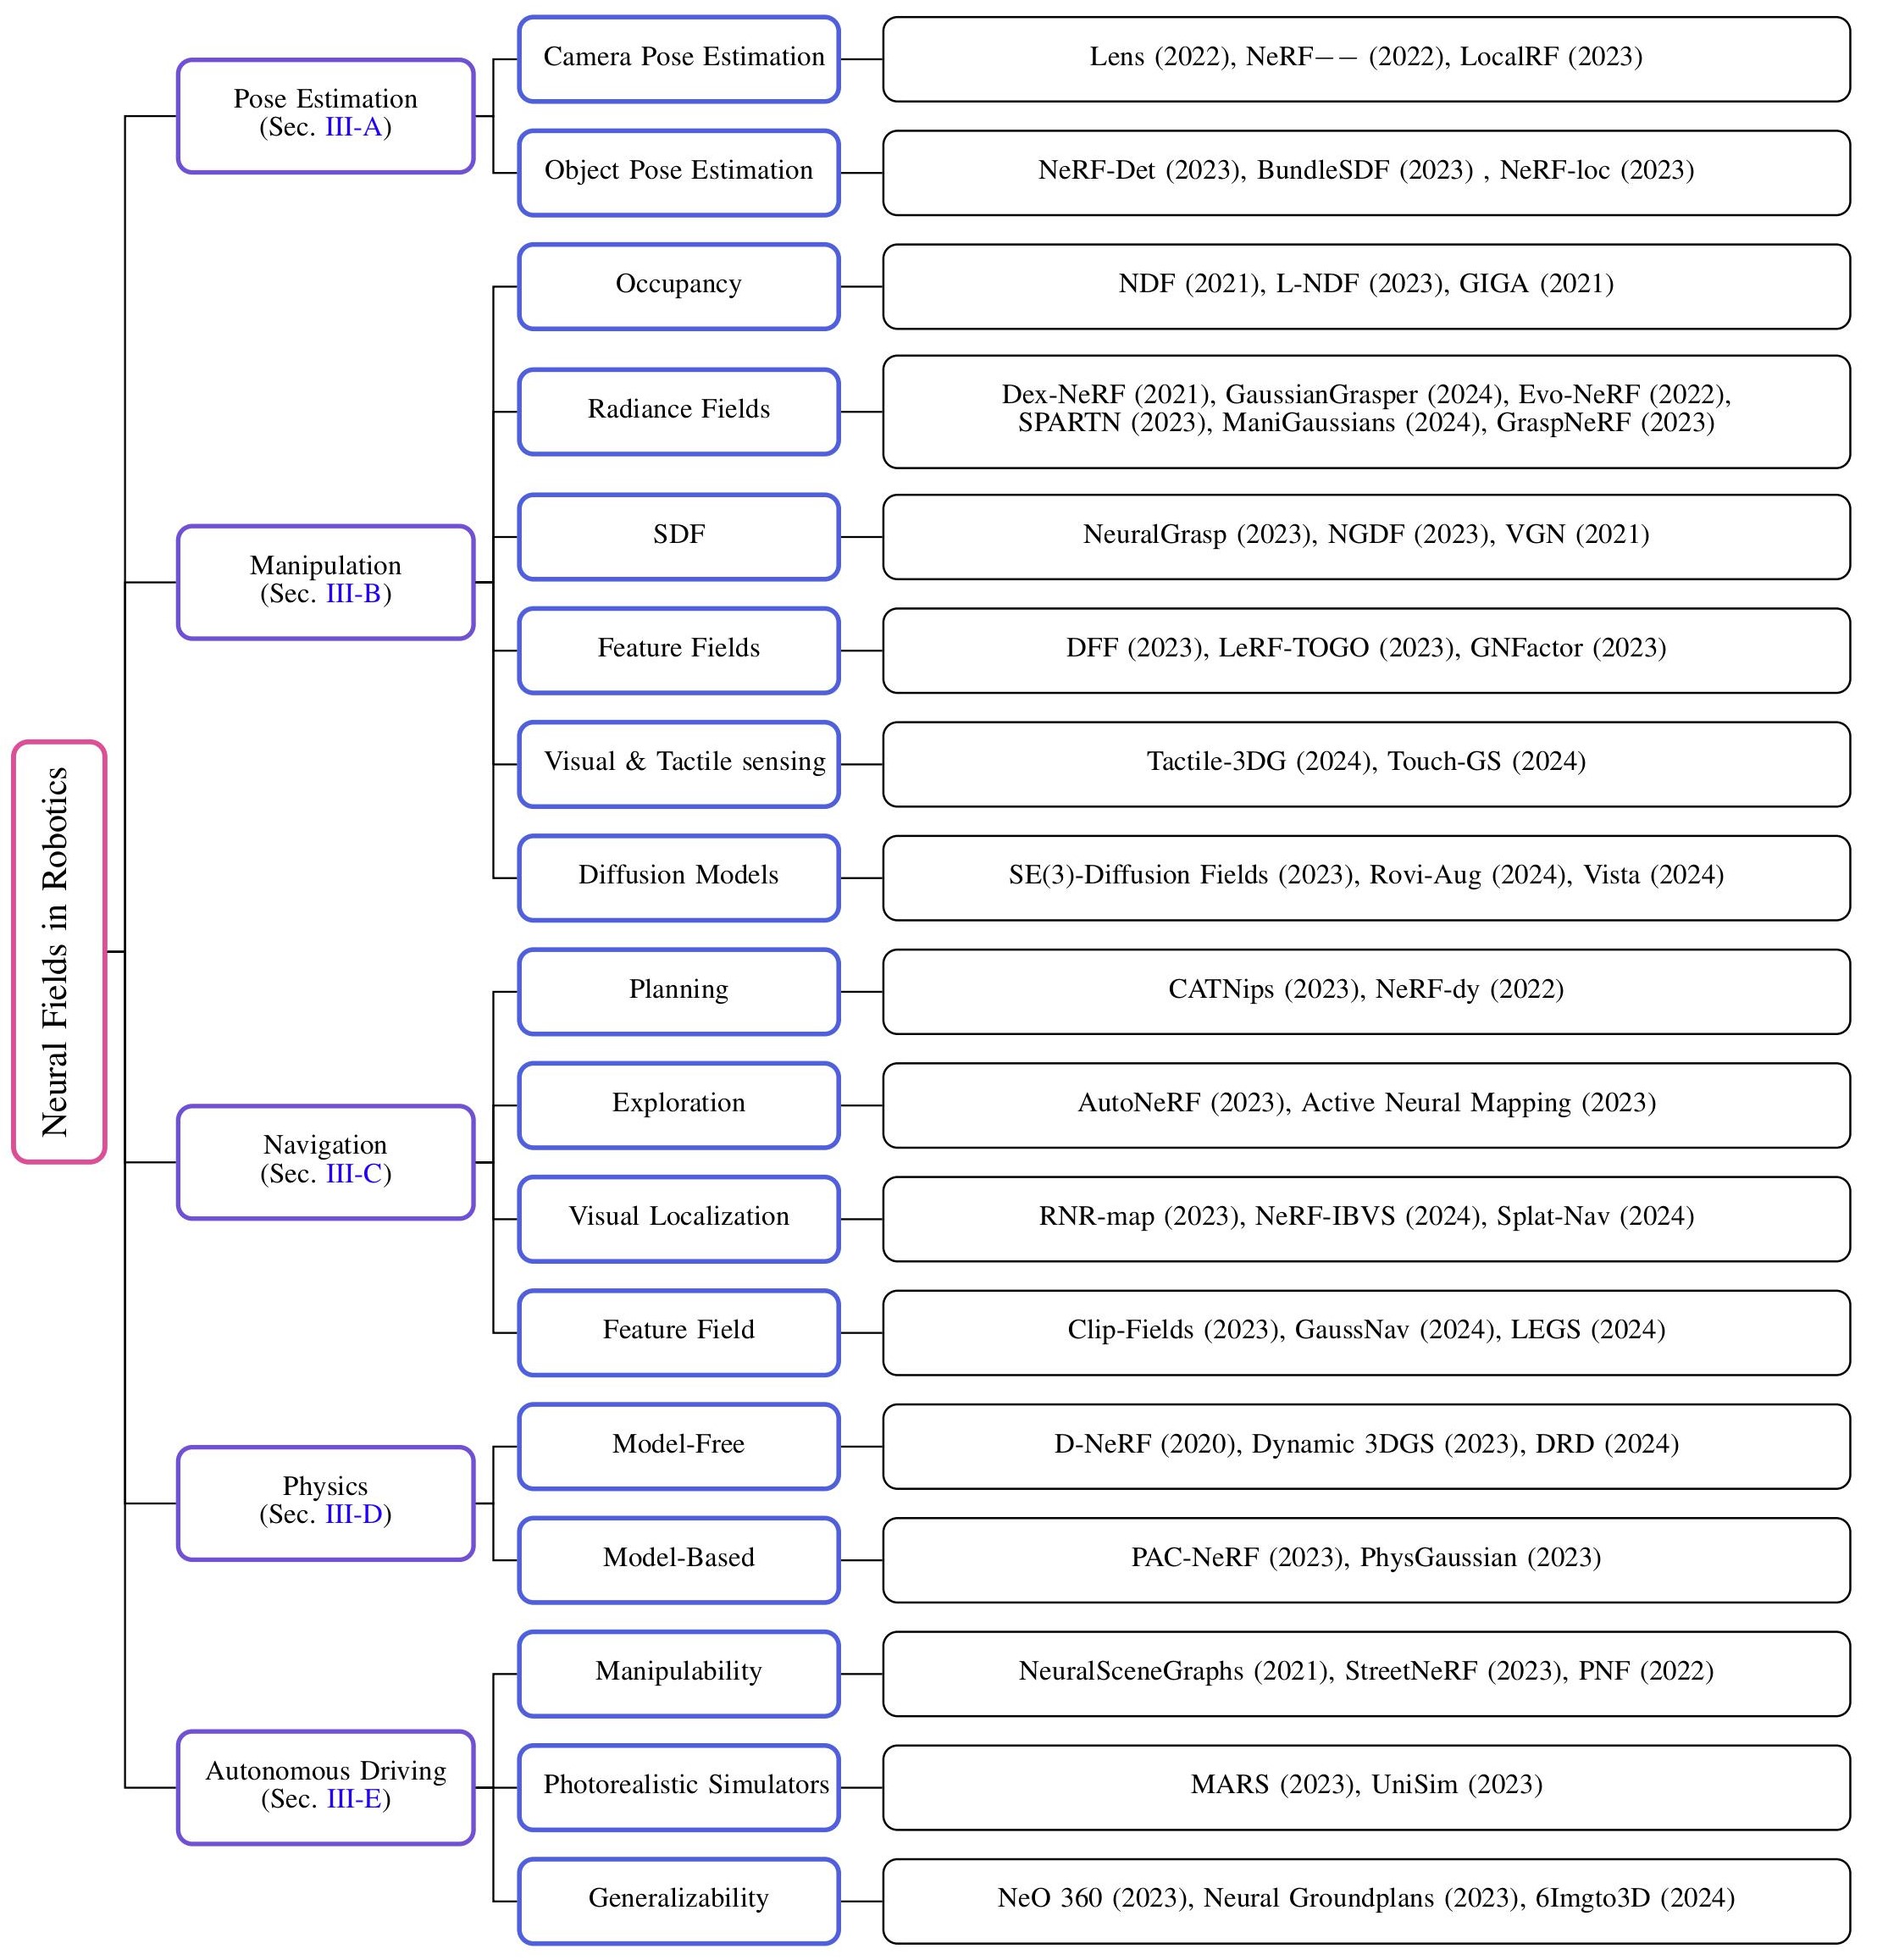 Neural Fields in Robotics
Pose Estimation
(Sec. III-A)
Camera Pose Estimation
Lens (2022), NeRF−− (2022), LocalRF (2023)
Object Pose Estimation
NeRF-Det (2023), BundleSDF (2023) , NeRF-loc (2023)
Manipulation
(Sec. III-B)
Occupancy
NDF (2021), L-NDF (2023), GIGA (2021)
Radiance Fields
Dex-NeRF (2021), GaussianGrasper (2024), Evo-NeRF (2022),
SPARTN (2023), ManiGaussians (2024), GraspNeRF (2023)
SDF
NeuralGrasp (2023), NGDF (2023), VGN (2021)
Feature Fields
DFF (2023), LeRF-TOGO (2023), GNFactor (2023)
Visual & Tactile sensing
Tactile-3DG (2024), Touch-GS (2024)
Diffusion Models
SE(3)-Diffusion Fields (2023), Rovi-Aug (2024), Vista (2024)
Navigation
(Sec. III-C)
Planning
CATNips (2023), NeRF-dy (2022)
Exploration
AutoNeRF (2023), Active Neural Mapping (2023)
Visual Localization
RNR-map (2023), NeRF-IBVS (2024), Splat-Nav (2024)
Feature Field
Clip-Fields (2023), GaussNav (2024), LEGS (2024)
Physics
(Sec. III-D)
Model-Free
D-NeRF (2020), Dynamic 3DGS (2023), DRD (2024)
Model-Based
PAC-NeRF (2023), PhysGaussian (2023)
Autonomous Driving
(Sec. III-E)
Manipulability
NeuralSceneGraphs (2021), StreetNeRF (2023), PNF (2022)
Photorealistic Simulators
MARS (2023), UniSim (2023)
Generalizability
NeO 360 (2023), Neural Groundplans (2023), 6Imgto3D (2024)